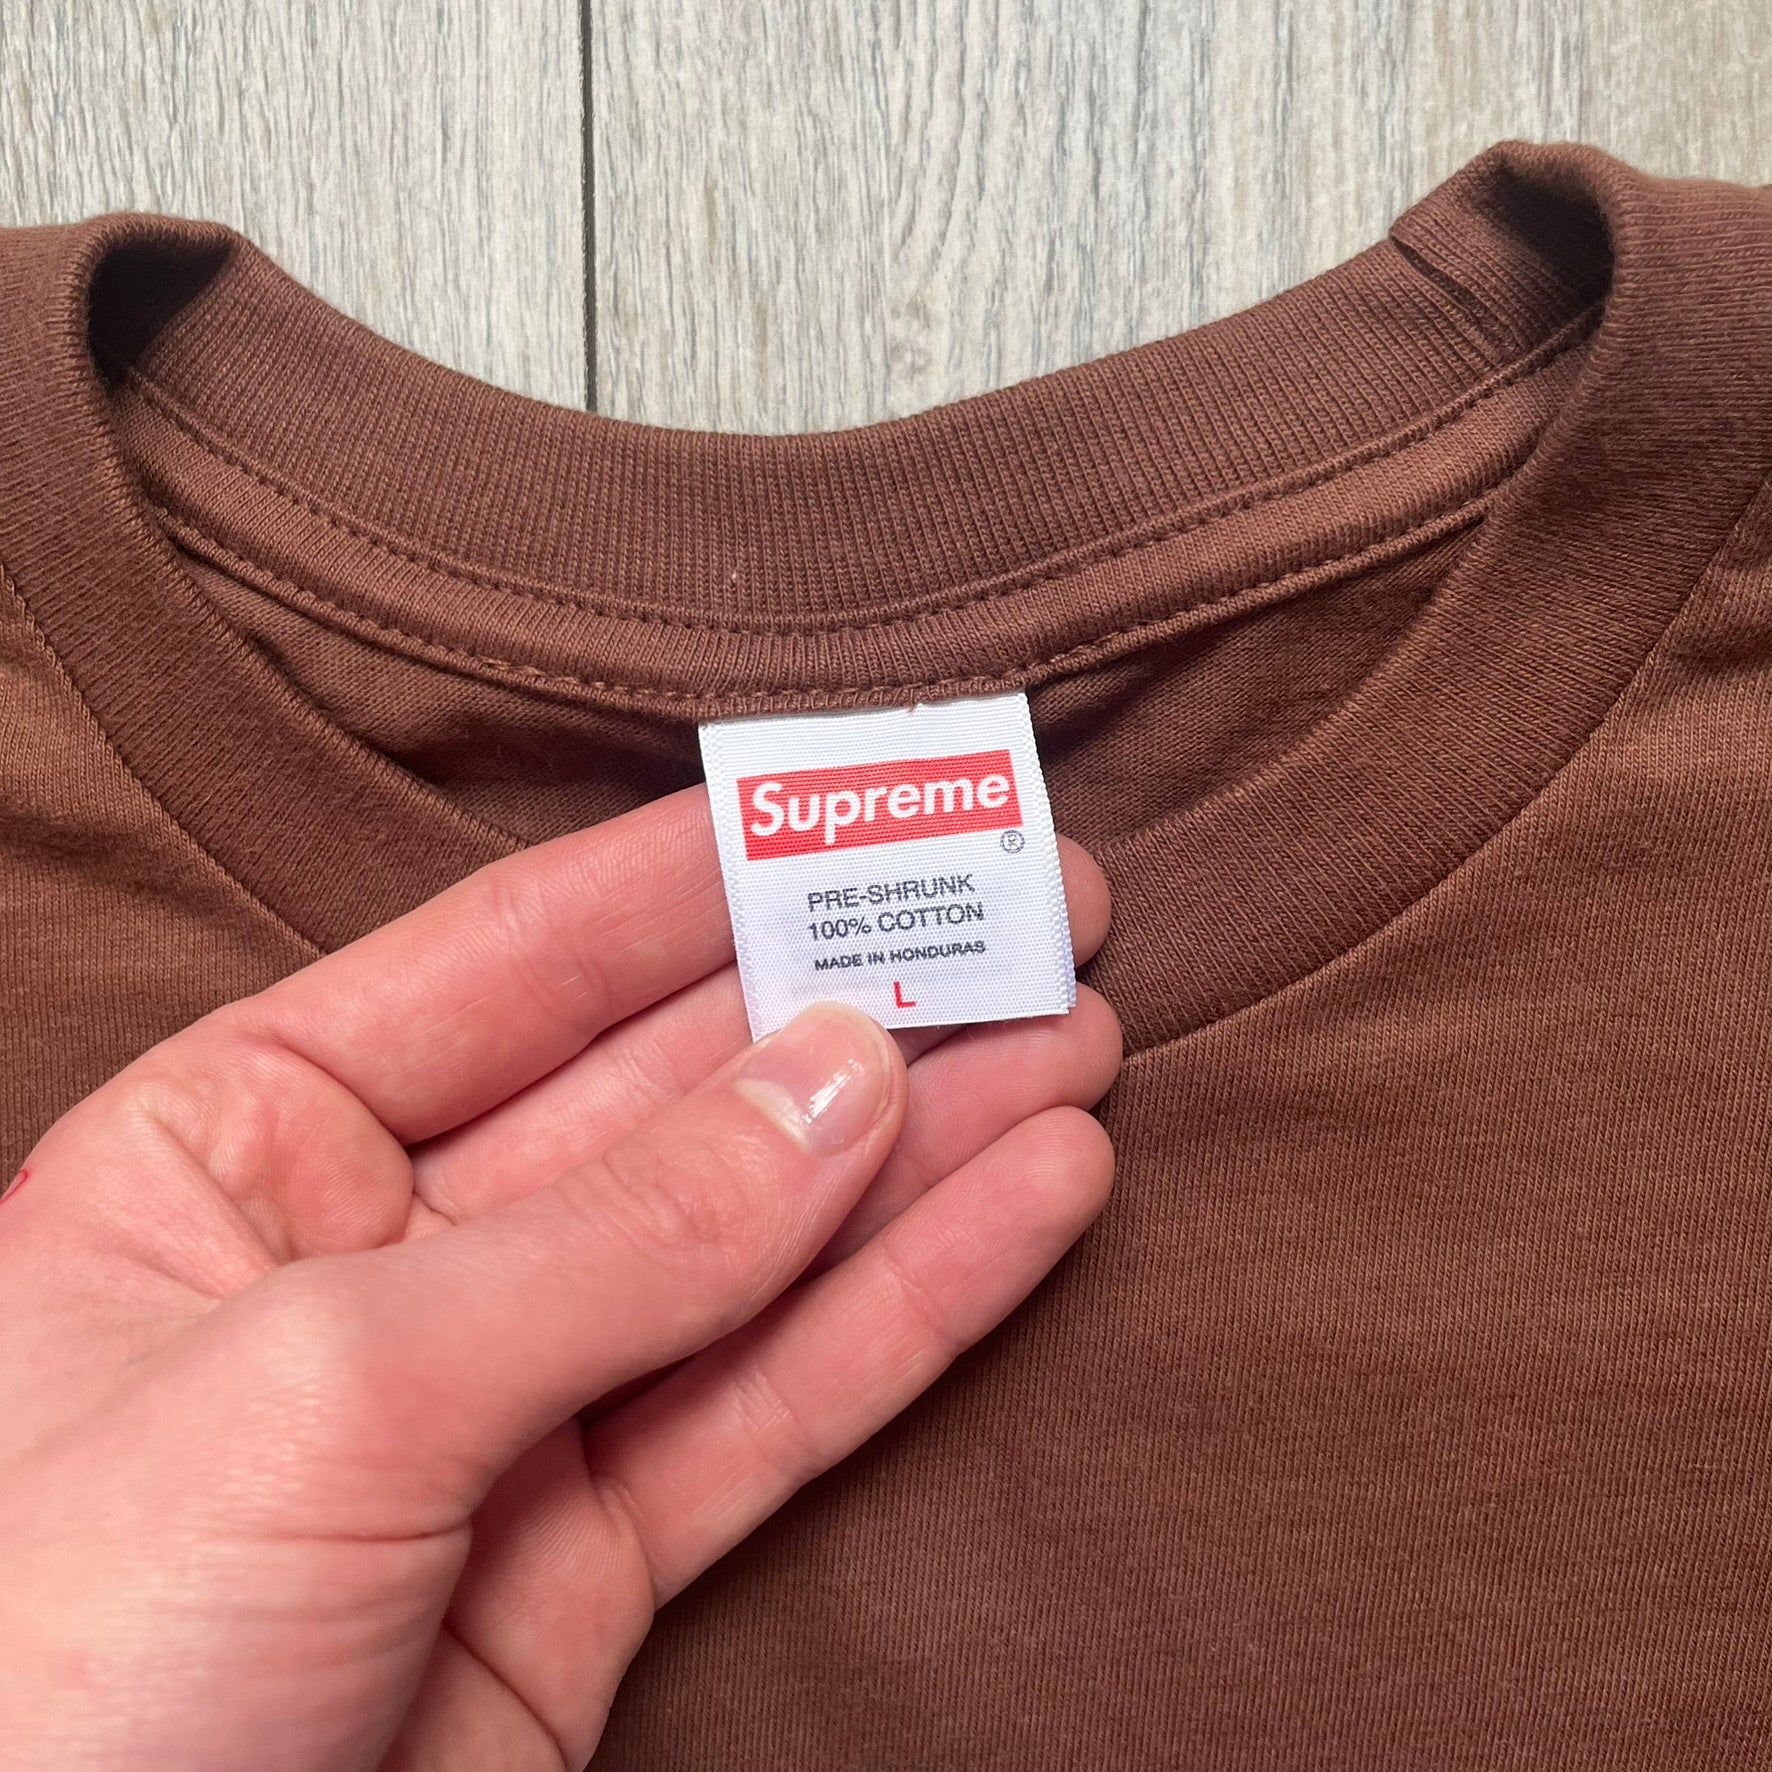 Supreme
®
PRE-SHRUNK
100% COTTON
MADE IN HONDURAS
L